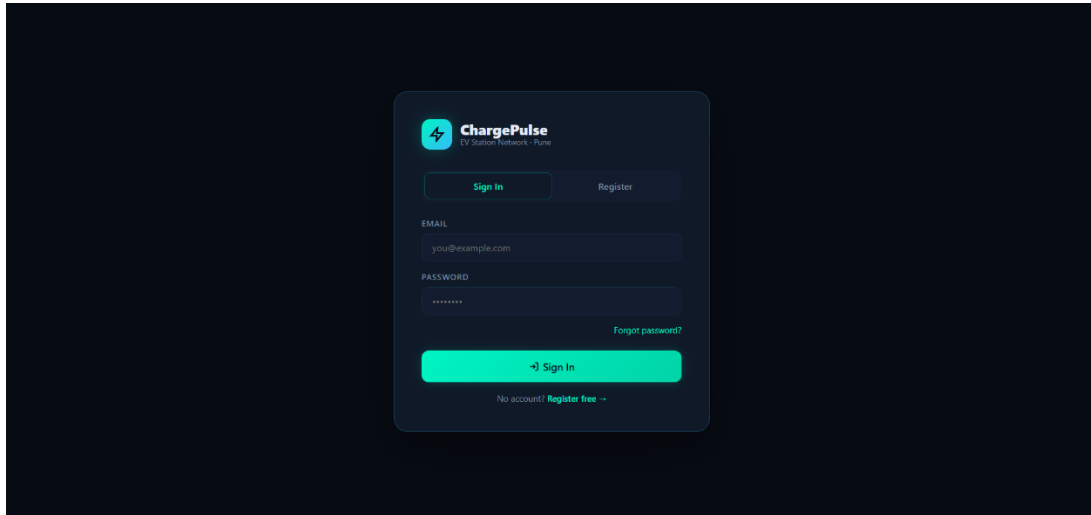 ChargePulse
EV Station Network · Pune
Sign In
Register
EMAIL
you@example.com
PASSWORD
••••••••
Forgot password?
Sign In
No account? Register free →